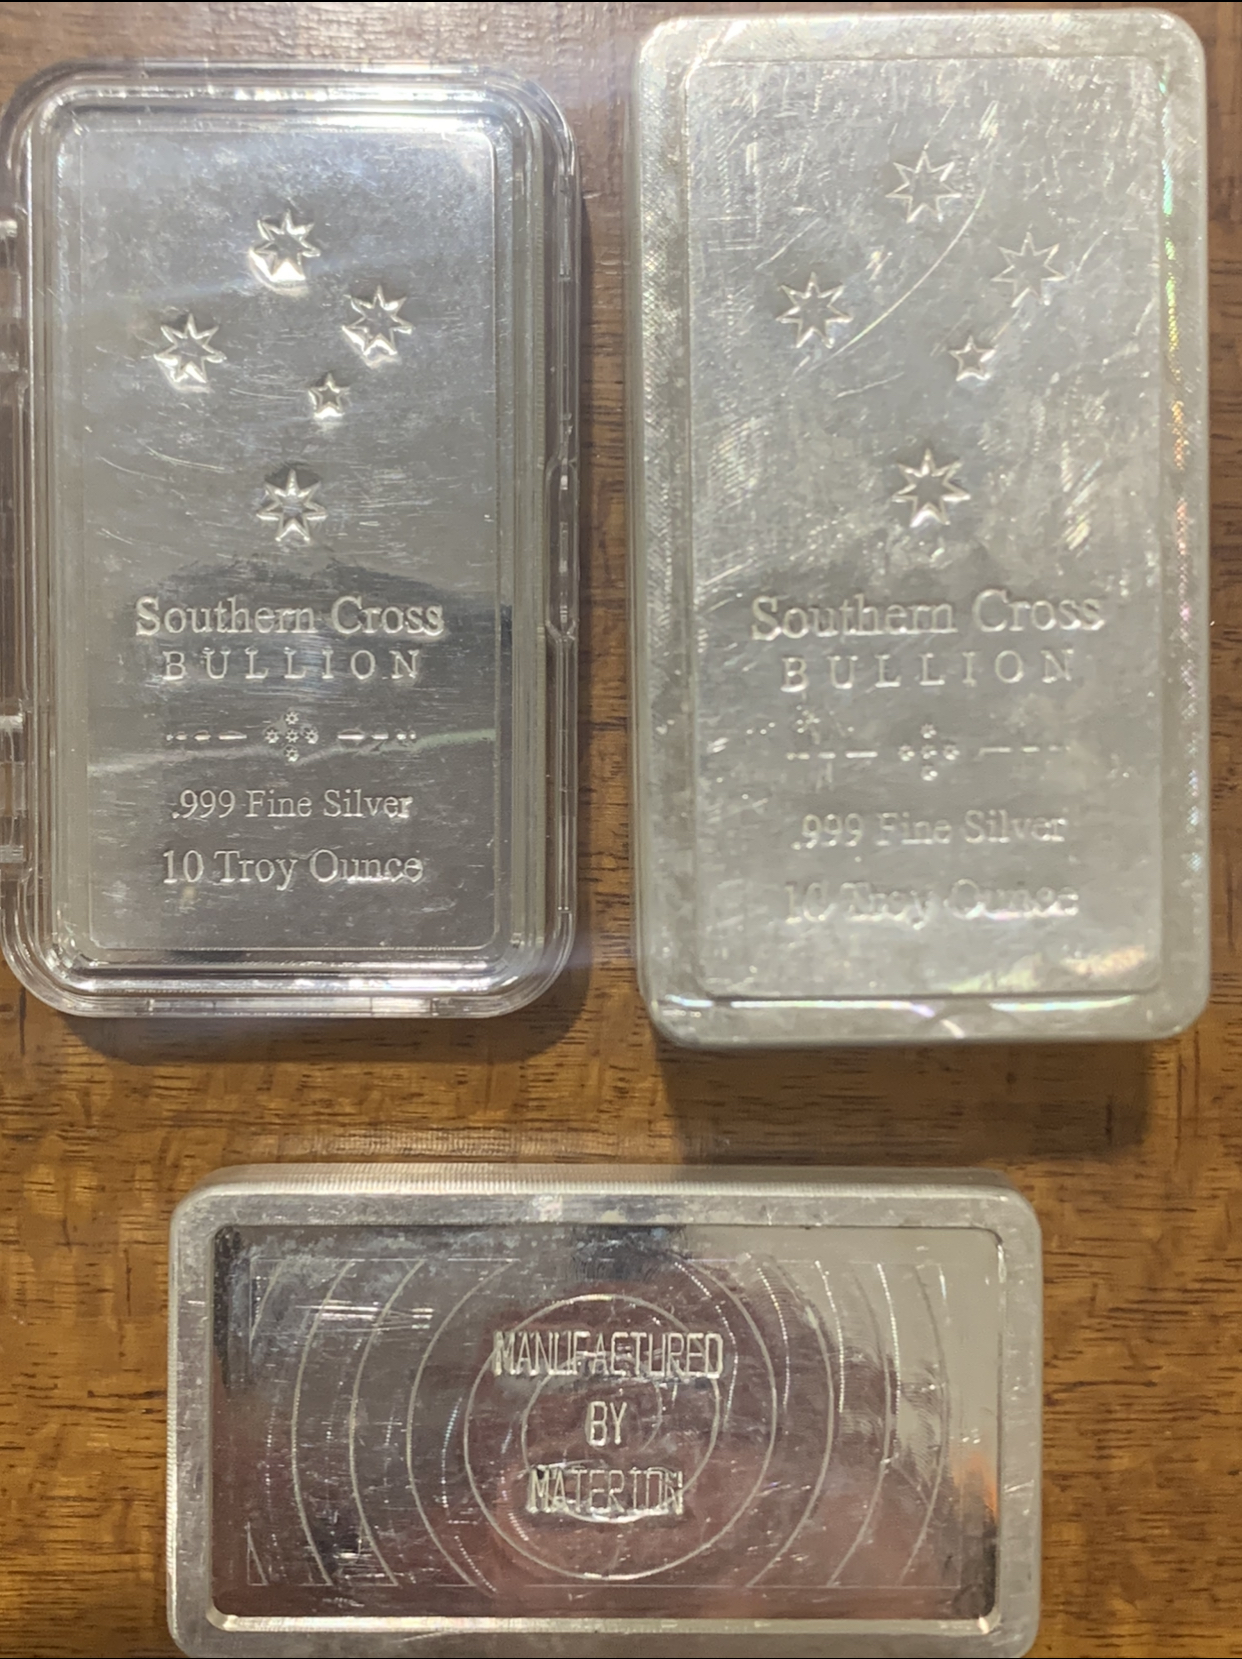 Southern Cross
BULLION
.999 Fine Silver
10 Troy Ounce
Southern Cross
BULLION
.999 Fine Silver
10 Troy Ounce
MANUFACTURED
BY
MATERION